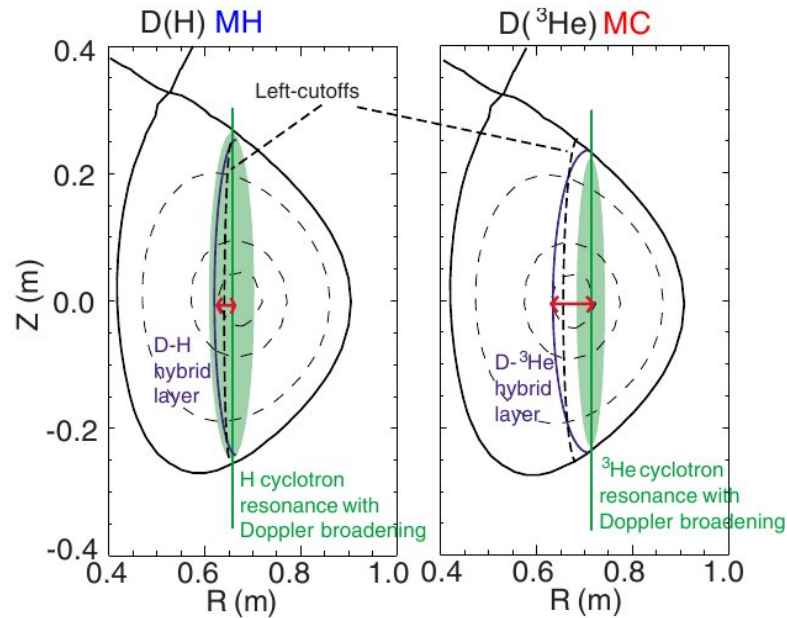 D(H) MH
D(³He) MC
Left-cutoffs
0.4
0.2
0.0
-0.2
-0.4
Z (m)
D-H
hybrid
layer
H cyclotron
resonance with
Doppler broadening
D-³He
hybrid
layer
³He cyclotron
resonance with
Doppler broadening
0.4 0.6 0.8 1.0
R (m)
0.4 0.6 0.8 1.0
R (m)